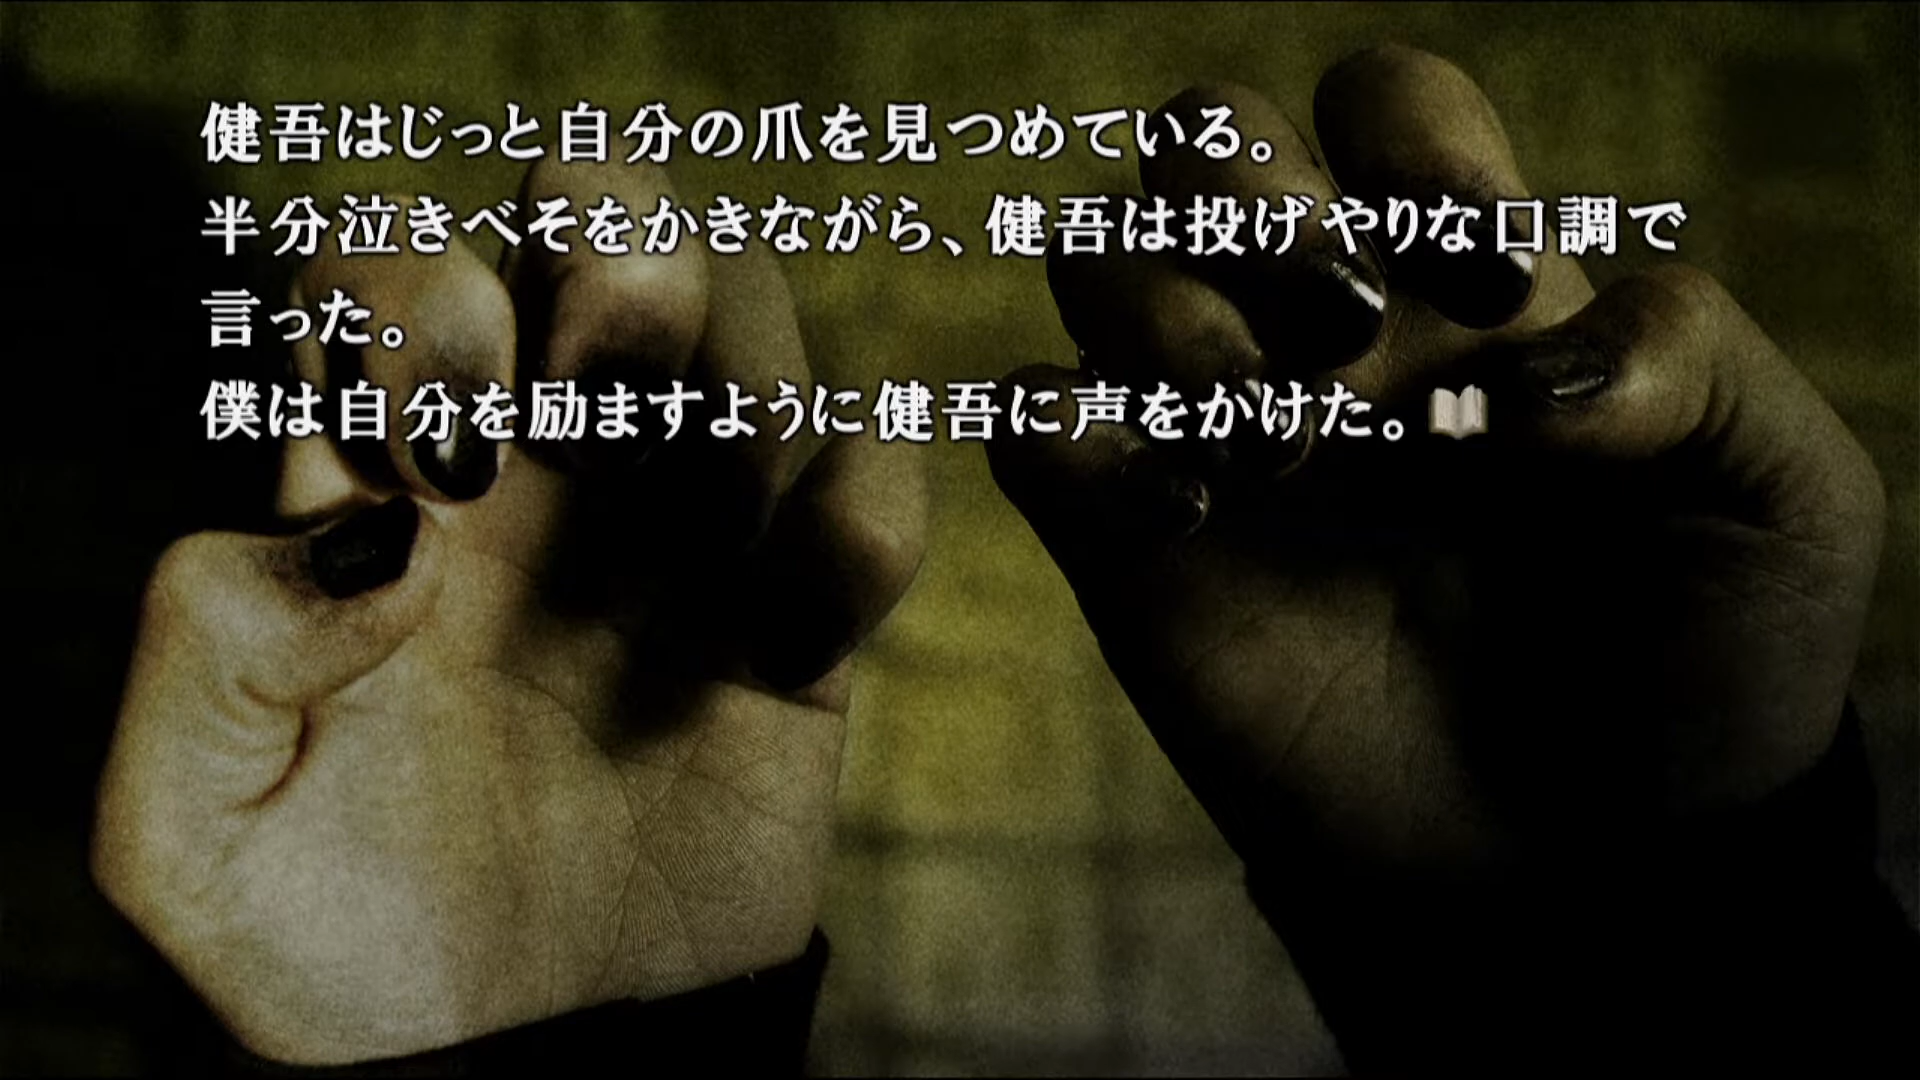 健吾はじっと自分の爪を見つめている。
半分泣きべそをかきながら、健吾は投げやりな口調で
言った。
僕は自分を励ますように健吾に声をかけた。